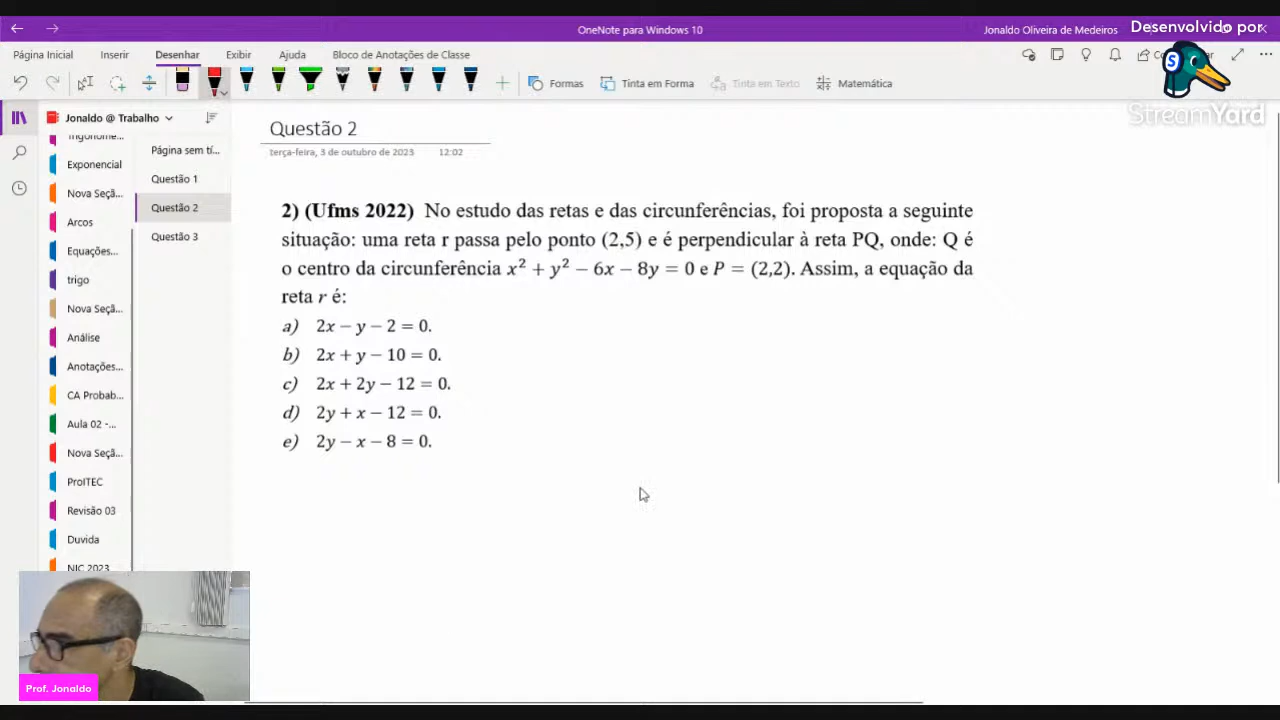 OneNote para Windows 10
Jonaldo Oliveira de Medeiros
Desenvolvido por
StreamYard
Página Inicial
Inserir
Desenhar
Exibir
Ajuda
Bloco de Anotações de Classe
Formas
Tinta em Forma
Tinta em Texto
Matemática
Jonaldo @ Trabalho
Exponencial
Nova Seçã...
Arcos
Equações...
trigo
Nova Seçã...
Análise
Anotações...
CA Probab...
Aula 02 -...
Nova Seçã...
ProITEC
Revisão 03
Duvida
NIC 2023
Página sem tí...
Questão 1
Questão 2
Questão 3
Questão 2
terça-feira, 3 de outubro de 2023 12:02
2) (Ufms 2022) No estudo das retas e das circunferências, foi proposta a seguinte
situação: uma reta r passa pelo ponto (2,5) e é perpendicular à reta PQ, onde: Q é
o centro da circunferência x² + y² − 6x − 8y = 0 e P = (2,2). Assim, a equação da
reta r é:
a) 2x − y − 2 = 0.
b) 2x + y − 10 = 0.
c) 2x + 2y − 12 = 0.
d) 2y + x − 12 = 0.
e) 2y − x − 8 = 0.
Prof. Jonaldo